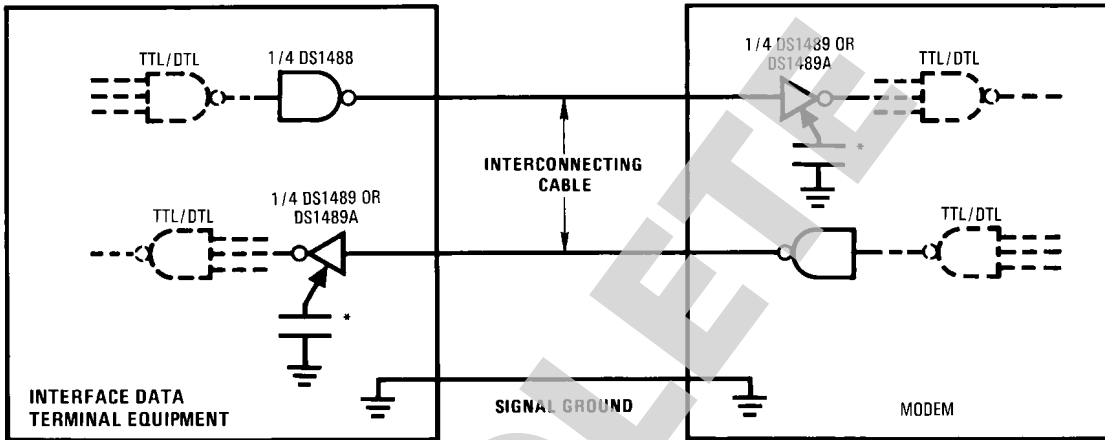 TTL/DTL
1/4 DS1488
1/4 DS1489 OR
DS1489A
TTL/DTL
*
INTERCONNECTING
CABLE
TTL/DTL
1/4 DS1489 OR
DS1489A
TTL/DTL
*
INTERFACE DATA
TERMINAL EQUIPMENT
SIGNAL GROUND
MODEM
OLETE